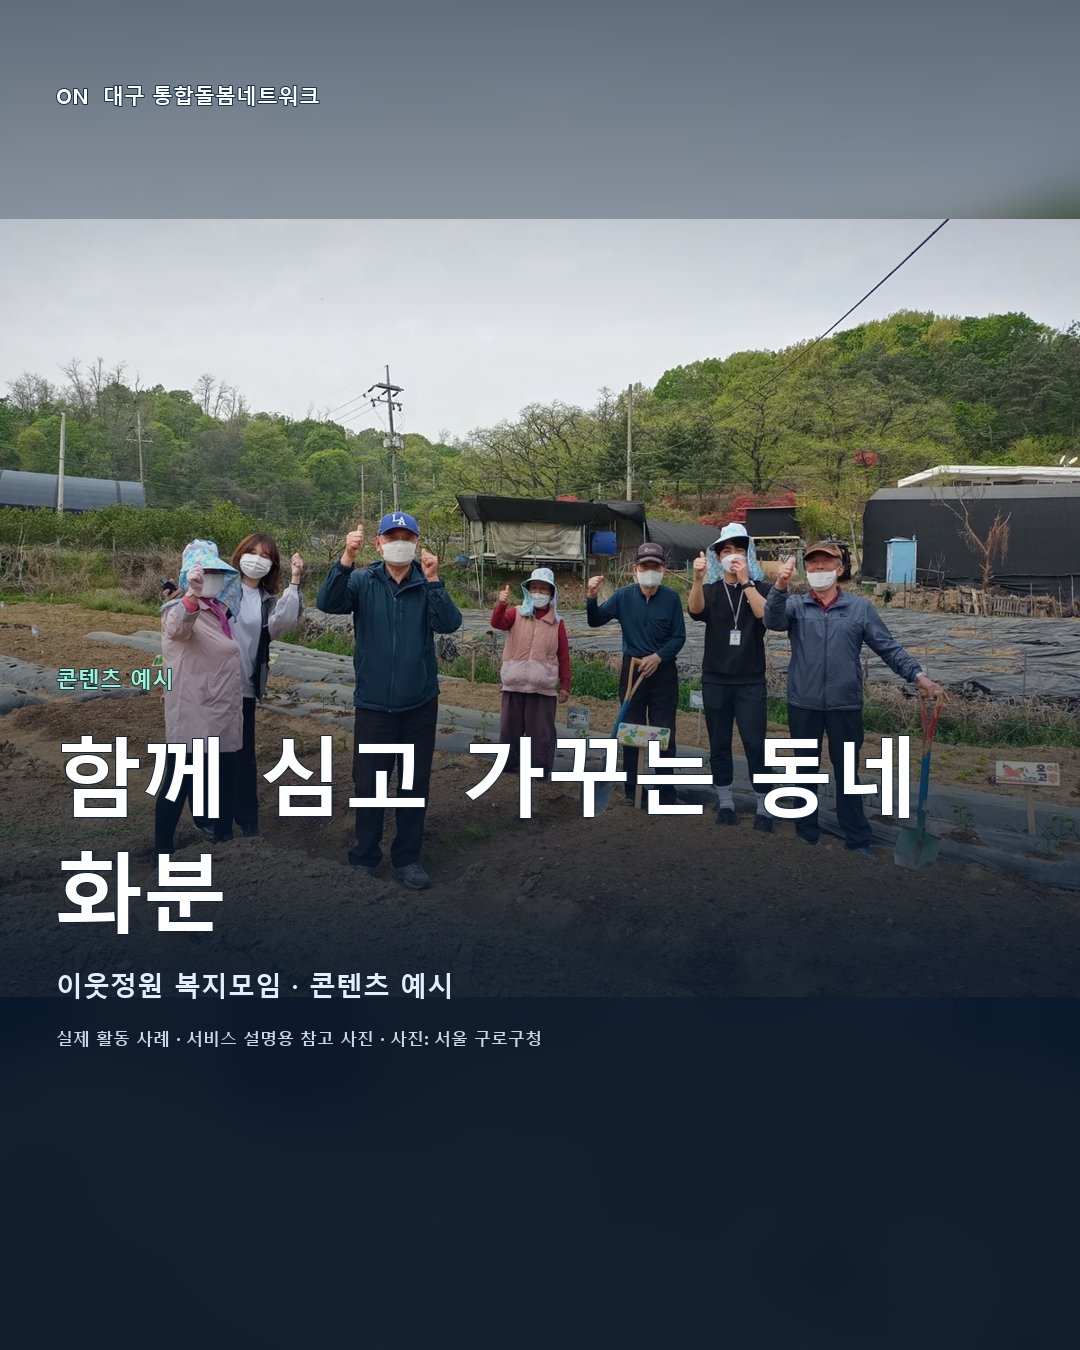 ON 대구 통합돌봄네트워크
LA
콘텐츠 예시
함께 심고 가꾸는 동네
화분
이웃정원 복지모임 · 콘텐츠 예시
실제 활동 사례 · 서비스 설명용 참고 사진 · 사진: 서울 구로구청